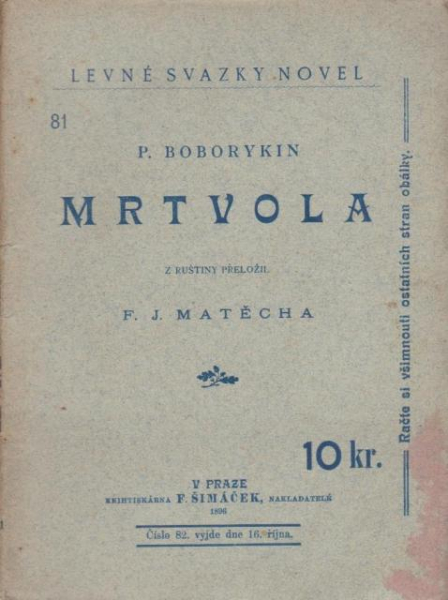 LEVNÉ SVAZKY NOVEL
81
P. BOBORYKIN
MRTVOLA
Z RUŠTINY PŘELOŽIL
F. J. MATĚCHA
10 kr.
V PRAZE
KNIHTISKÁRNA F. ŠIMÁČEK, NAKLADATELÉ
1896
Číslo 82. vyjde dne 16. října.
Račte si všimnouti ostatních stran obálky.